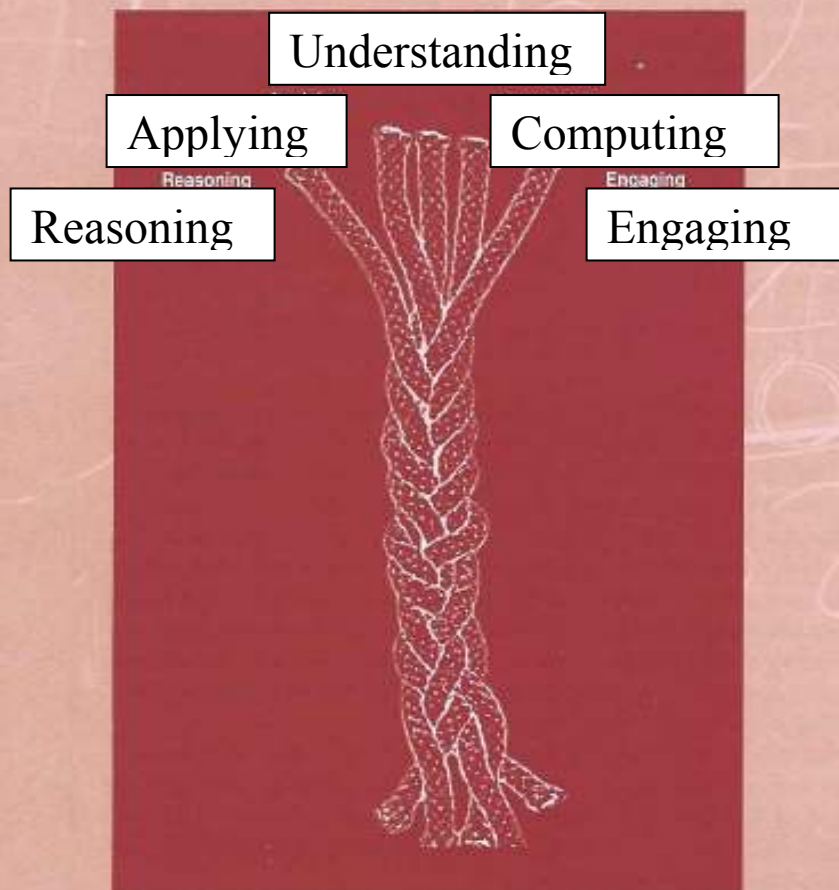 Understanding
Applying
Computing
Reasoning
Engaging
Reasoning
Engaging